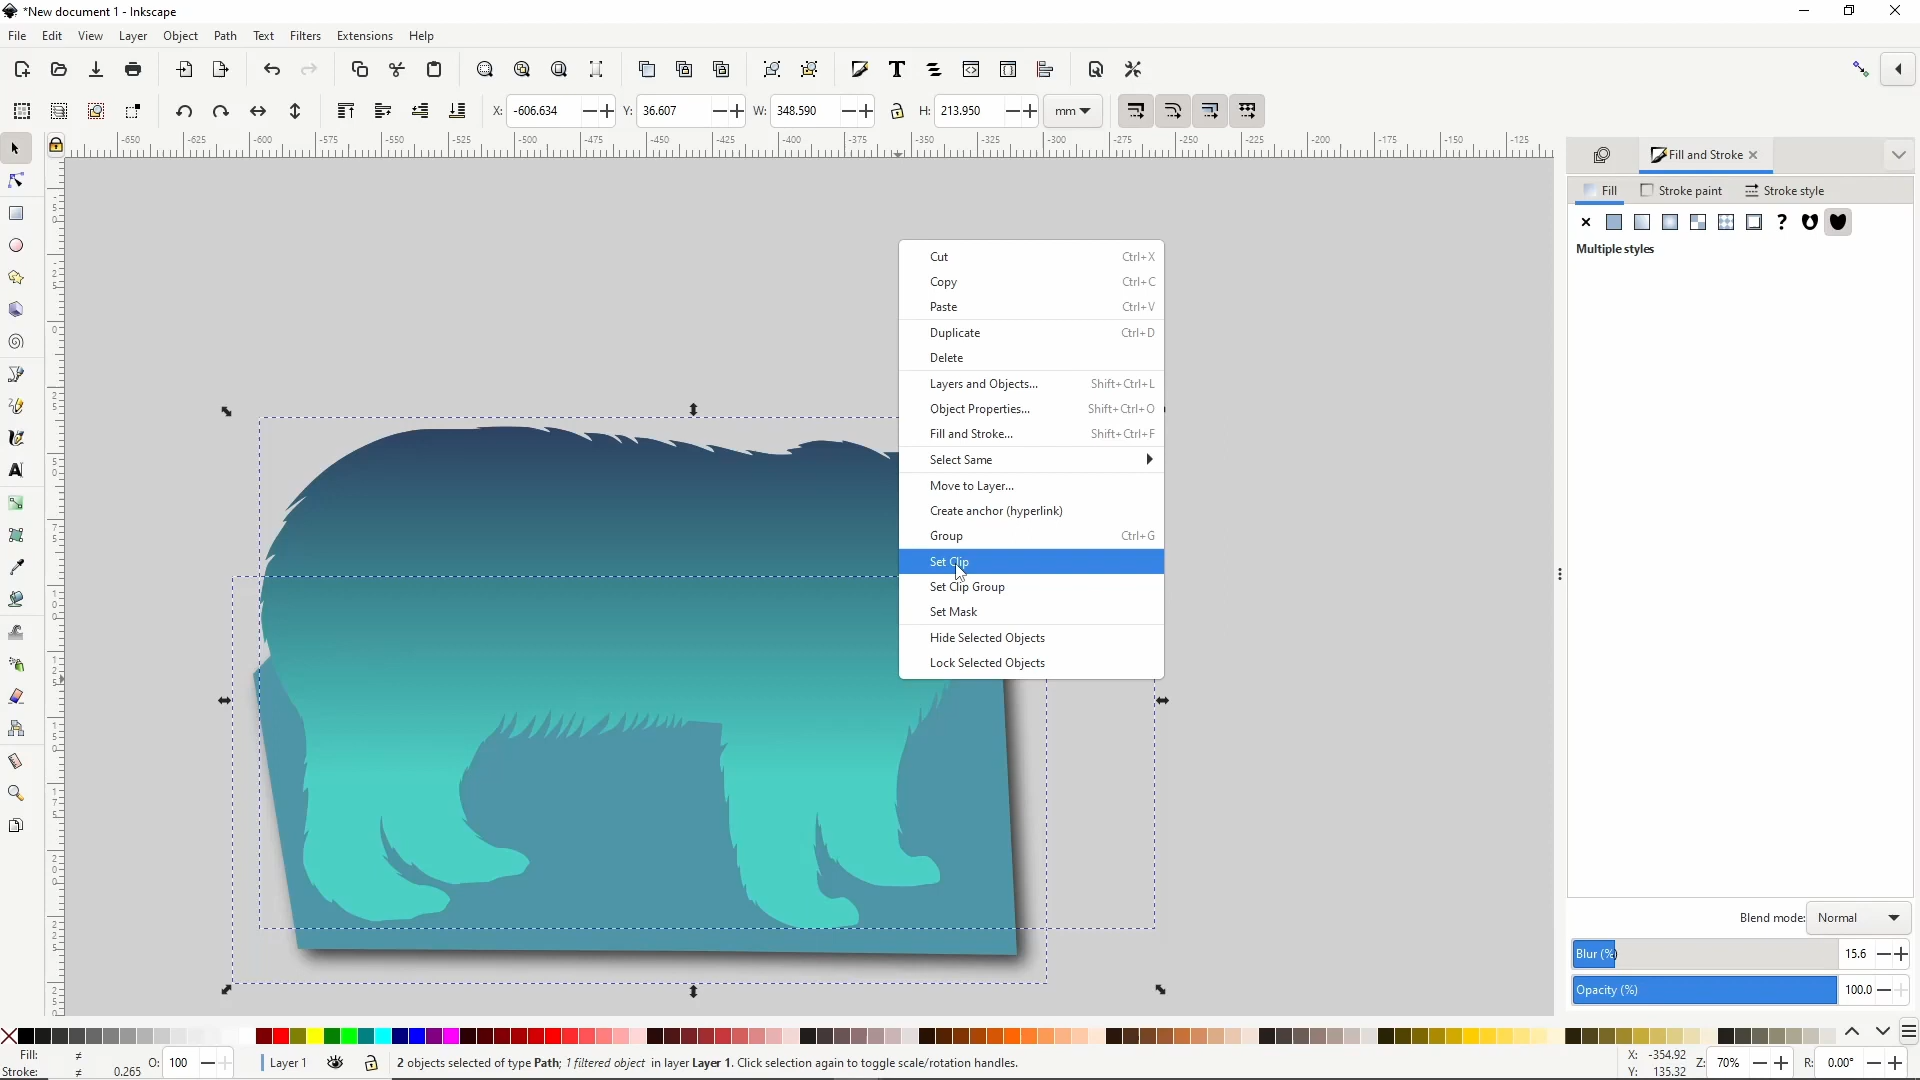 *New document 1 - Inkscape
File Edit View Layer Object Path Text Filters Extensions Help
X: -606.634 Y: 36.607 W: 348.590 H: 213.950 mm
Fill and Stroke
Fill Stroke paint Stroke style
Multiple styles
Cut Ctrl+X
Copy Ctrl+C
Paste Ctrl+V
Duplicate Ctrl+D
Delete
Layers and Objects... Shift+Ctrl+L
Object Properties... Shift+Ctrl+O
Fill and Stroke... Shift+Ctrl+F
Select Same
Move to Layer...
Create anchor (hyperlink)
Group Ctrl+G
Set Clip
Set Clip Group
Set Mask
Hide Selected Objects
Lock Selected Objects
Blend mode: Normal
Blur (%) 15.6
Opacity (%) 100.0
Fill: ≠ O: 100 Layer 1 2 objects selected of type Path; 1 filtered object in layer Layer 1. Click selection again to toggle scale/rotation handles. X: -354.92 Z: 70% R: 0.00°
Stroke: ≠ 0.265 Y: 135.32